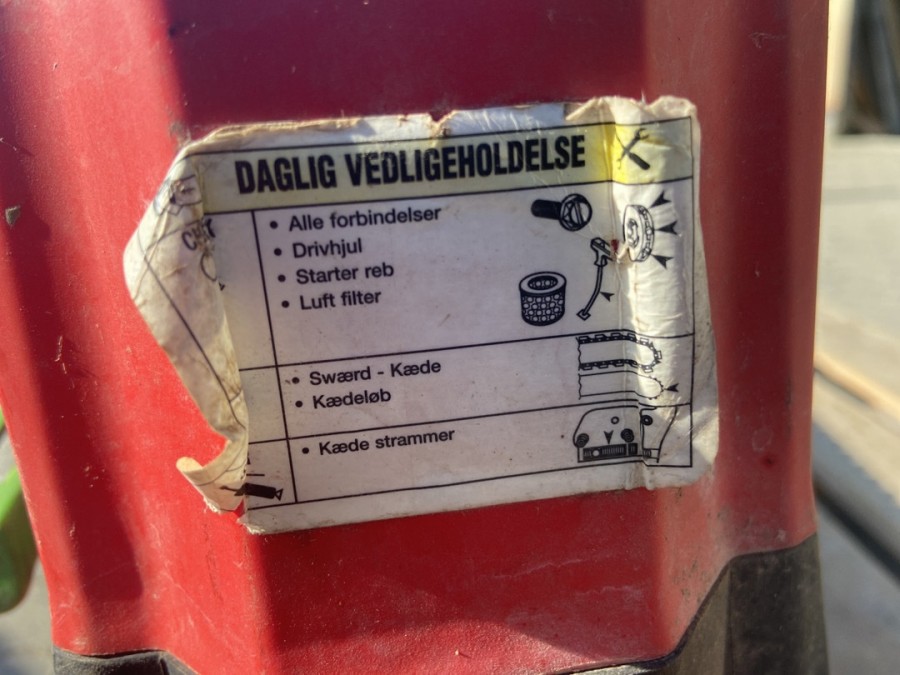 DAGLIG VEDLIGEHOLDELSE
• Alle forbindelser
• Drivhjul
• Starter reb
• Luft filter
• Swærd - Kæde
• Kædeløb
• Kæde strammer